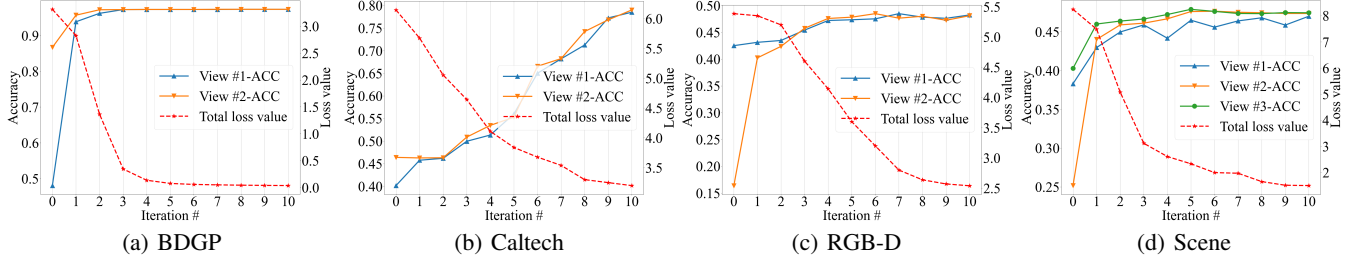 Accuracy
0.9
0.8
0.7
0.6
0.5
3.0
2.5
2.0
1.5
1.0
0.5
0.0
Loss value
View #1-ACC
View #2-ACC
Total loss value
0 1 2 3 4 5 6 7 8 9 10
Iteration #
(a) BDGP
Accuracy
0.80
0.75
0.70
0.65
0.60
0.55
0.50
0.45
0.40
6.0
5.5
5.0
4.5
4.0
3.5
Loss value
View #1-ACC
View #2-ACC
Total loss value
0 1 2 3 4 5 6 7 8 9 10
Iteration #
(b) Caltech
Accuracy
0.50
0.45
0.40
0.35
0.30
0.25
0.20
0.15
5.5
5.0
4.5
4.0
3.5
3.0
2.5
Loss value
View #1-ACC
View #2-ACC
Total loss value
0 1 2 3 4 5 6 7 8 9 10
Iteration #
(c) RGB-D
Accuracy
0.45
0.40
0.35
0.30
0.25
8
7
6
5
4
3
2
Loss value
View #1-ACC
View #2-ACC
View #3-ACC
Total loss value
0 1 2 3 4 5 6 7 8 9 10
Iteration #
(d) Scene